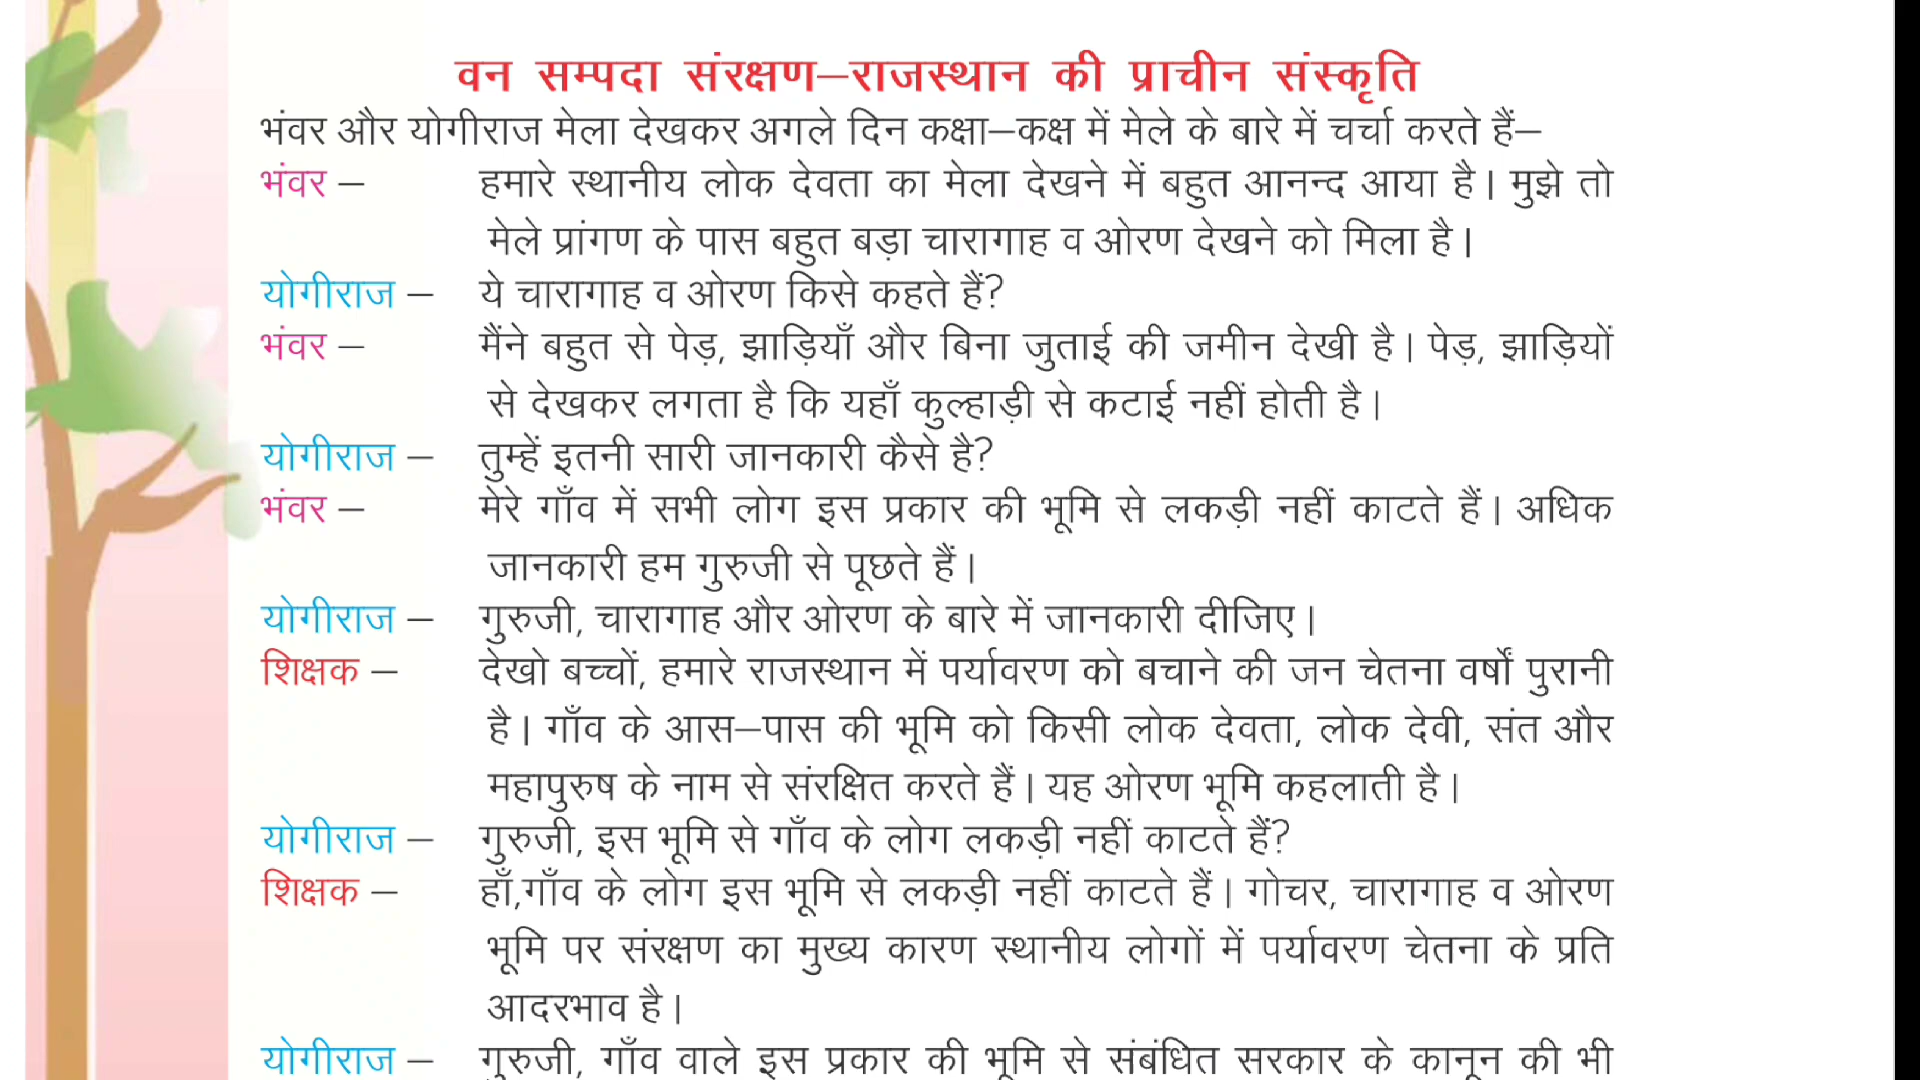 वन सम्पदा संरक्षण–राजस्थान की प्राचीन संस्कृति
भंवर और योगीराज मेला देखकर अगले दिन कक्षा–कक्ष में मेले के बारे में चर्चा करते हैं–
भंवर – हमारे स्थानीय लोक देवता का मेला देखने में बहुत आनन्द आया है। मुझे तो
मेले प्रांगण के पास बहुत बड़ा चारागाह व ओरण देखने को मिला है।
योगीराज – ये चारागाह व ओरण किसे कहते हैं?
भंवर – मैंने बहुत से पेड़, झाड़ियाँ और बिना जुताई की जमीन देखी है। पेड़, झाड़ियों
से देखकर लगता है कि यहाँ कुल्हाड़ी से कटाई नहीं होती है।
योगीराज – तुम्हें इतनी सारी जानकारी कैसे है?
भंवर – मेरे गाँव में सभी लोग इस प्रकार की भूमि से लकड़ी नहीं काटते हैं। अधिक
जानकारी हम गुरुजी से पूछते हैं।
योगीराज – गुरुजी, चारागाह और ओरण के बारे में जानकारी दीजिए।
शिक्षक – देखो बच्चों, हमारे राजस्थान में पर्यावरण को बचाने की जन चेतना वर्षों पुरानी
है। गाँव के आस–पास की भूमि को किसी लोक देवता, लोक देवी, संत और
महापुरुष के नाम से संरक्षित करते हैं। यह ओरण भूमि कहलाती है।
योगीराज – गुरुजी, इस भूमि से गाँव के लोग लकड़ी नहीं काटते हैं?
शिक्षक – हाँ,गाँव के लोग इस भूमि से लकड़ी नहीं काटते हैं। गोचर, चारागाह व ओरण
भूमि पर संरक्षण का मुख्य कारण स्थानीय लोगों में पर्यावरण चेतना के प्रति
आदरभाव है।
योगीराज – गुरुजी, गाँव वाले इस प्रकार की भूमि से संबंधित सरकार के कानून की भी